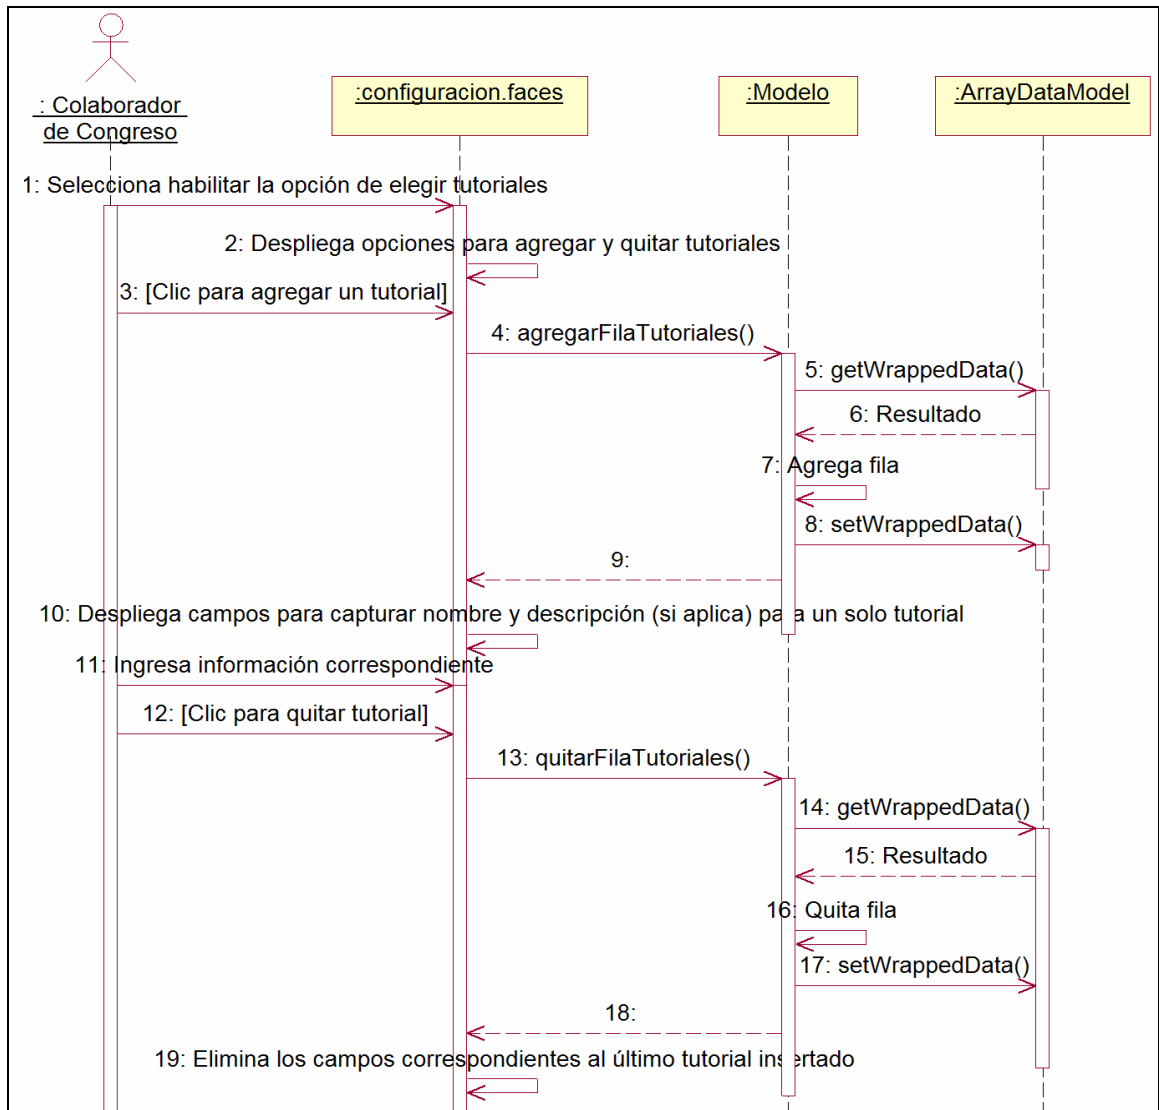 : Colaborador
de Congreso
:configuracion.faces
:Modelo
:ArrayDataModel
1: Selecciona habilitar la opción de elegir tutoriales
2: Despliega opciones para agregar y quitar tutoriales
3: [Clic para agregar un tutorial]
4: agregarFilaTutoriales()
5: getWrappedData()
6: Resultado
7: Agrega fila
8: setWrappedData()
9:
10: Despliega campos para capturar nombre y descripción (si aplica) para un solo tutorial
11: Ingresa información correspondiente
12: [Clic para quitar tutorial]
13: quitarFilaTutoriales()
14: getWrappedData()
15: Resultado
16: Quita fila
17: setWrappedData()
18:
19: Elimina los campos correspondientes al último tutorial insertado